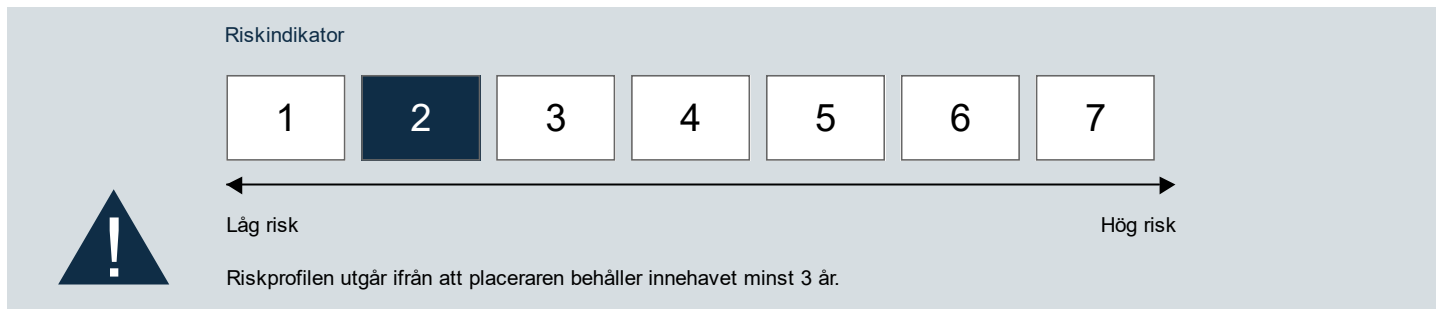 Riskindikator
1 2 3 4 5 6 7
Låg risk Hög risk
!
Riskprofilen utgår ifrån att placeraren behåller innehavet minst 3 år.